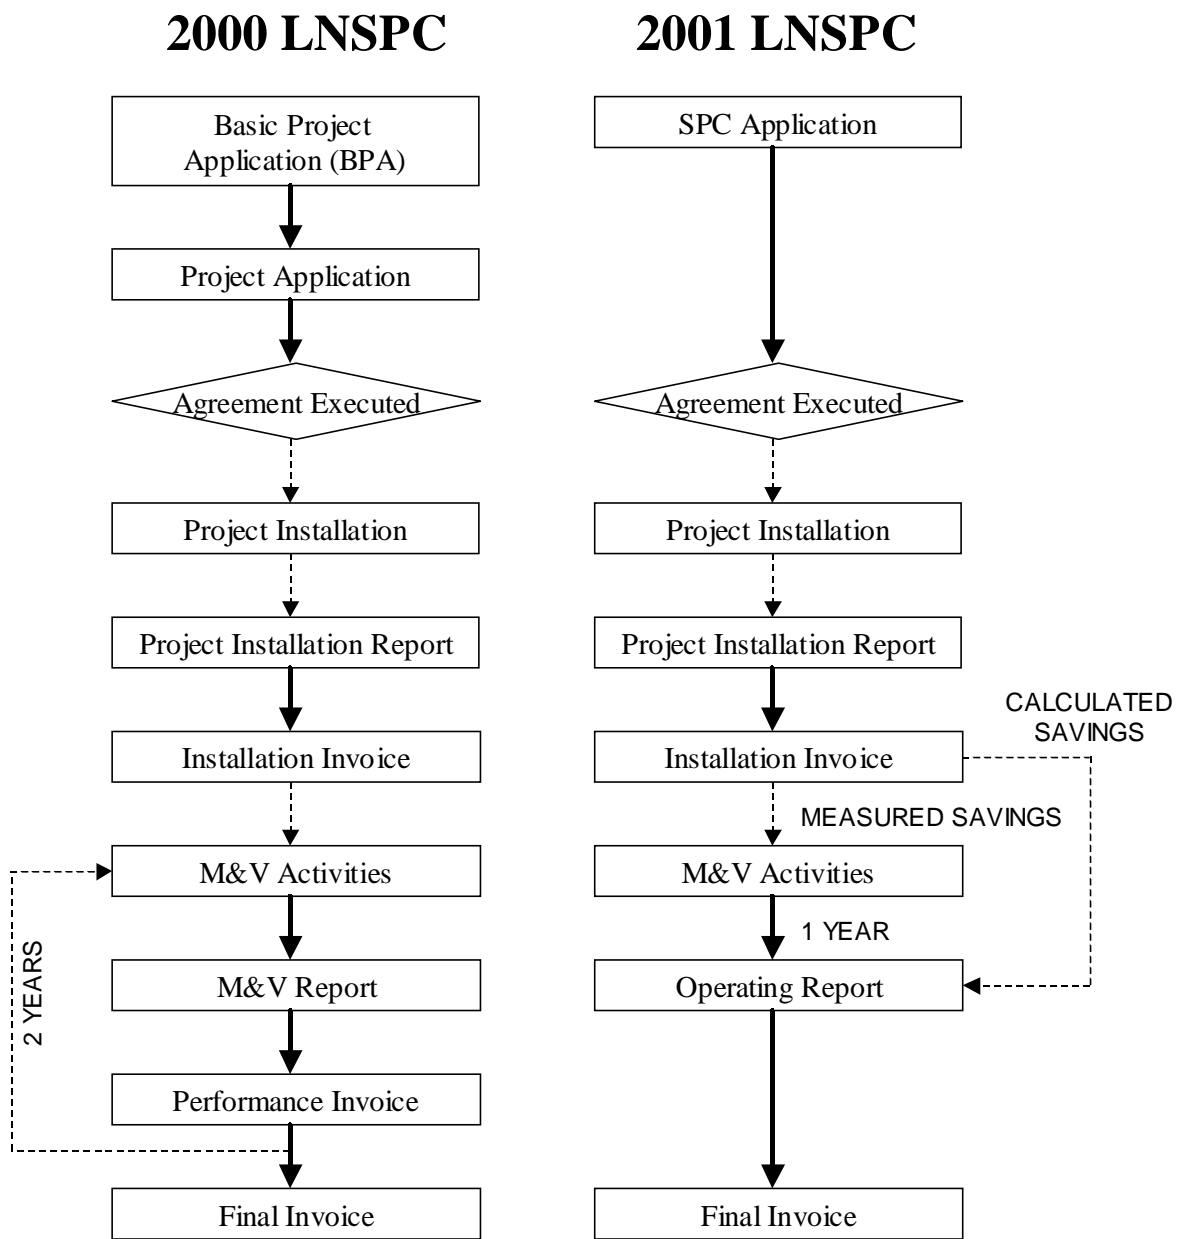 2000 LNSPC
2001 LNSPC
Basic Project
Application (BPA)
SPC Application
Project Application
Agreement Executed
Agreement Executed
Project Installation
Project Installation
Project Installation Report
Project Installation Report
CALCULATED
SAVINGS
Installation Invoice
Installation Invoice
MEASURED SAVINGS
M&V Activities
M&V Activities
1 YEAR
2 YEARS
M&V Report
Operating Report
Performance Invoice
Final Invoice
Final Invoice